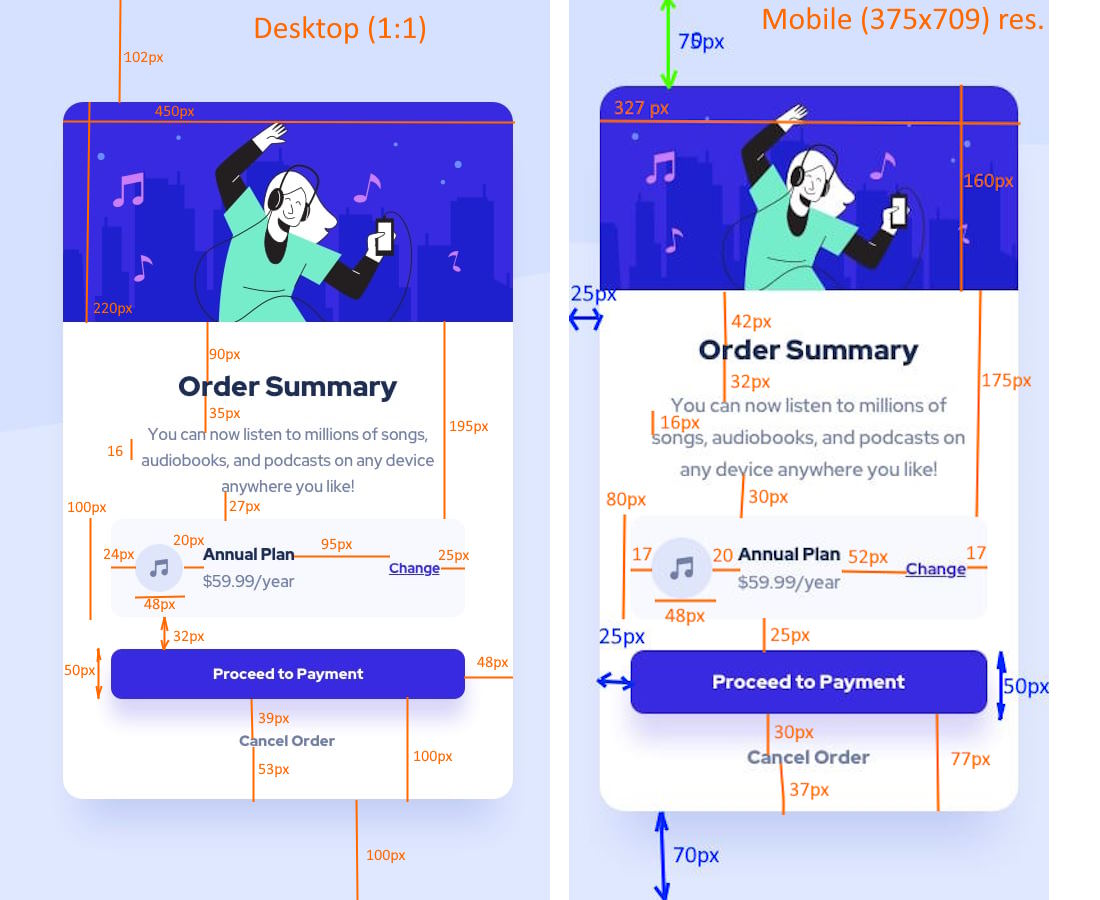 Desktop (1:1)
102px
450px
220px
90px
Order Summary
35px
You can now listen to millions of songs,
195px
16
audiobooks, and podcasts on any device
anywhere you like!
100px
27px
24px
20px
Annual Plan
95px
25px
Change
$59.99/year
48px
32px
50px
Proceed to Payment
48px
39px
Cancel Order
100px
53px
100px
Mobile (375x709) res.
327 px
160px
25px
42px
Order Summary
32px
175px
You can now listen to millions of
16px
songs, audiobooks, and podcasts on
any device anywhere you like!
80px
30px
17
20
Annual Plan
52px
17
Change
$59.99/year
48px
25px
25px
Proceed to Payment
50px
30px
Cancel Order
77px
37px
70px